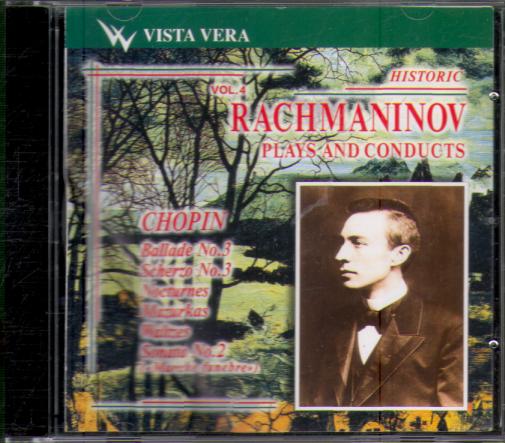 VISTA VERA
HISTORIC
VOL.4
RACHMANINOV
PLAYS AND CONDUCTS
CHOPIN
Ballade No.3
Scherzo No.3
Nocturnes
Mazurkas
Waltzes
Sonata No.2
(«Marche funebre»)